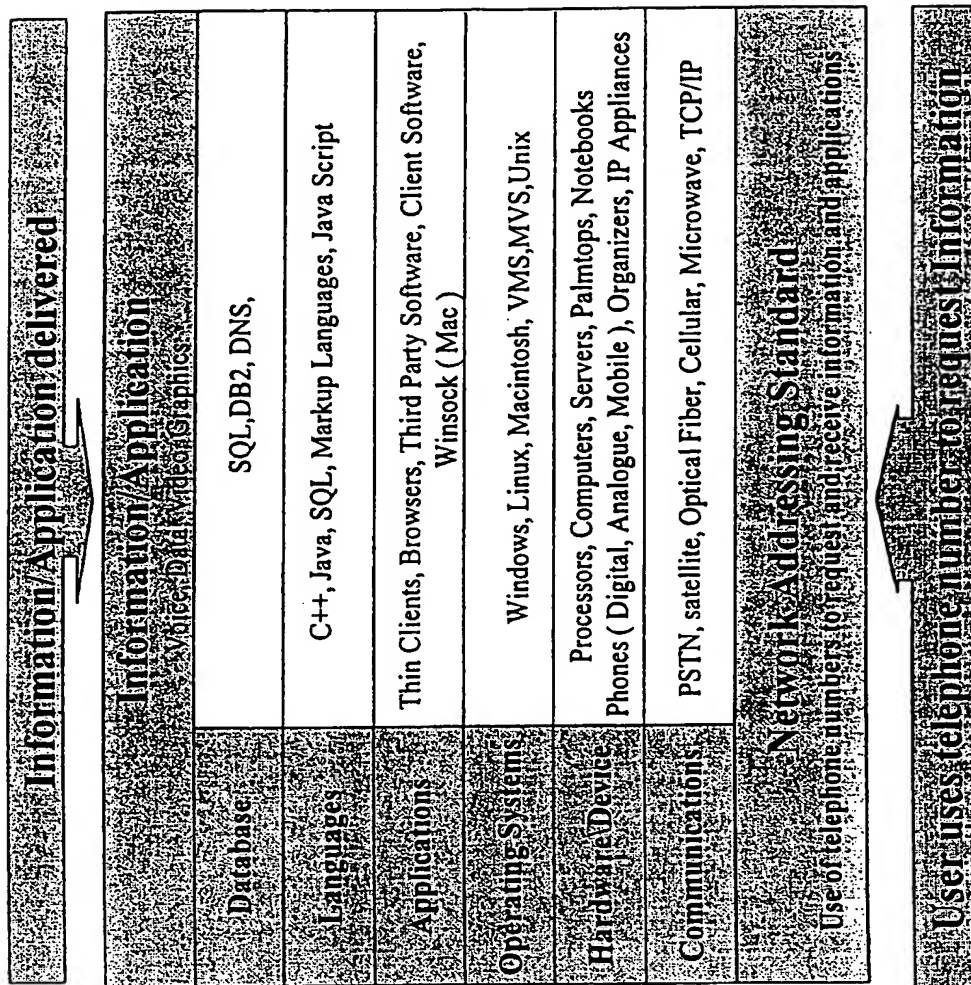 Information/Application delivered
Information/Application
Voice Data Video Graphics
Database
SQL,DB2, DNS,
Languages
C++, Java, SQL, Markup Languages, Java Script
Applications
Thin Clients, Browsers, Third Party Software, Client Software,
Winsock ( Mac )
Operating Systems
Windows, Linux, Macintosh, VMS,MVS,Unix
Hardware/Device
Processors, Computers, Servers, Palmtops, Notebooks
Phones ( Digital, Analogue, Mobile ), Organizers, IP Appliances
Communications
PSTN, satellite, Optical Fiber, Cellular, Microwave, TCP/IP
Network Addressing Standard
Use of telephone numbers to request and receive information and applications
User uses telephone number to request Information